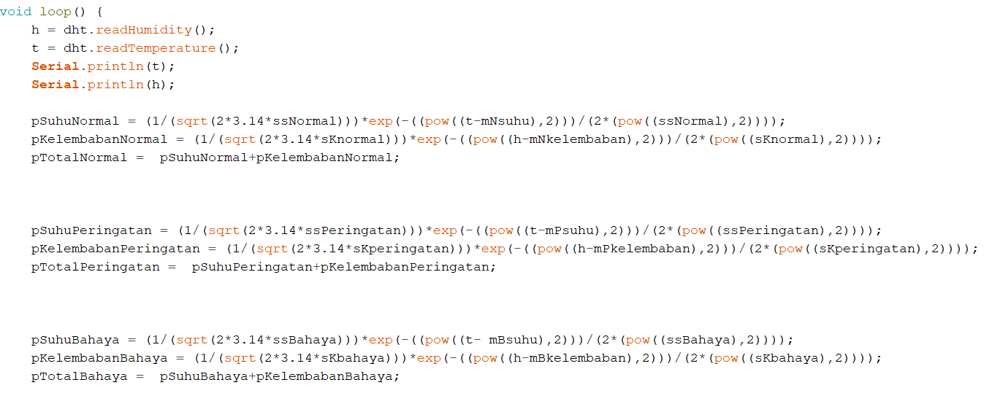 void loop() {
h = dht.readHumidity();
t = dht.readTemperature();
Serial.println(t);
Serial.println(h);
pSuhuNormal = (1/(sqrt(2*3.14*ssNormal)))*exp(-((pow((t-mNsuhu),2)))/(2*(pow((ssNormal),2))));
pKelembabanNormal = (1/(sqrt(2*3.14*sKnormal)))*exp(-((pow((h-mNkelembaban),2)))/(2*(pow((sKnormal),2))));
pTotalNormal =  pSuhuNormal+pKelembabanNormal;
pSuhuPeringatan = (1/(sqrt(2*3.14*ssPeringatan)))*exp(-((pow((t-mPsuhu),2)))/(2*(pow((ssPeringatan),2))));
pKelembabanPeringatan = (1/(sqrt(2*3.14*sKperingatan)))*exp(-((pow((h-mPkelembaban),2)))/(2*(pow((sKperingatan),2))));
pTotalPeringatan =  pSuhuPeringatan+pKelembabanPeringatan;
pSuhuBahaya = (1/(sqrt(2*3.14*ssBahaya)))*exp(-((pow((t- mBsuhu),2)))/(2*(pow((ssBahaya),2))));
pKelembabanBahaya = (1/(sqrt(2*3.14*sKbahaya)))*exp(-((pow((h-mBkelembaban),2)))/(2*(pow((sKbahaya),2))));
pTotalBahaya =  pSuhuBahaya+pKelembabanBahaya;